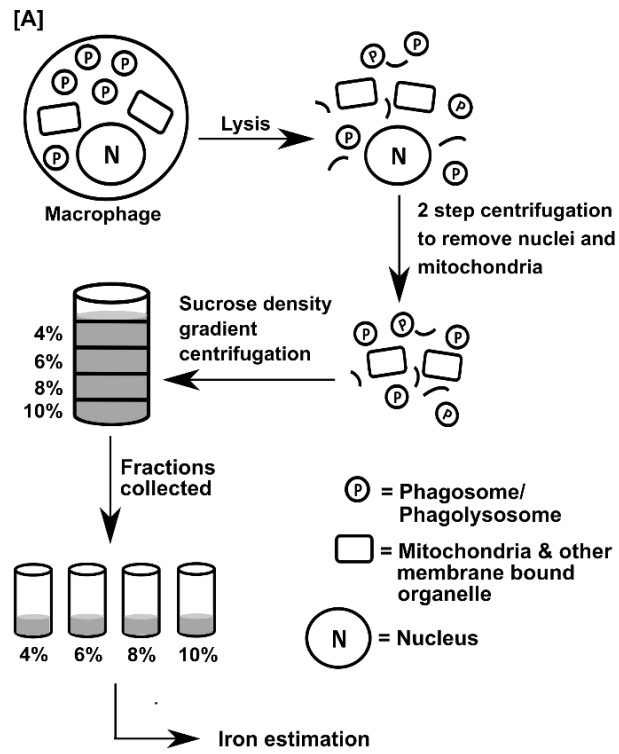 [A]
P
P
P
P
P
N
Macrophage
Lysis
P
P
P
P
N
P
2 step centrifugation
to remove nuclei and
mitochondria
P
P
P
P
P
Sucrose density
gradient
centrifugation
4%
6%
8%
10%
Fractions
collected
P = Phagosome/
Phagolysosome
= Mitochondria & other
membrane bound
organelle
N = Nucleus
4% 6% 8% 10%
Iron estimation